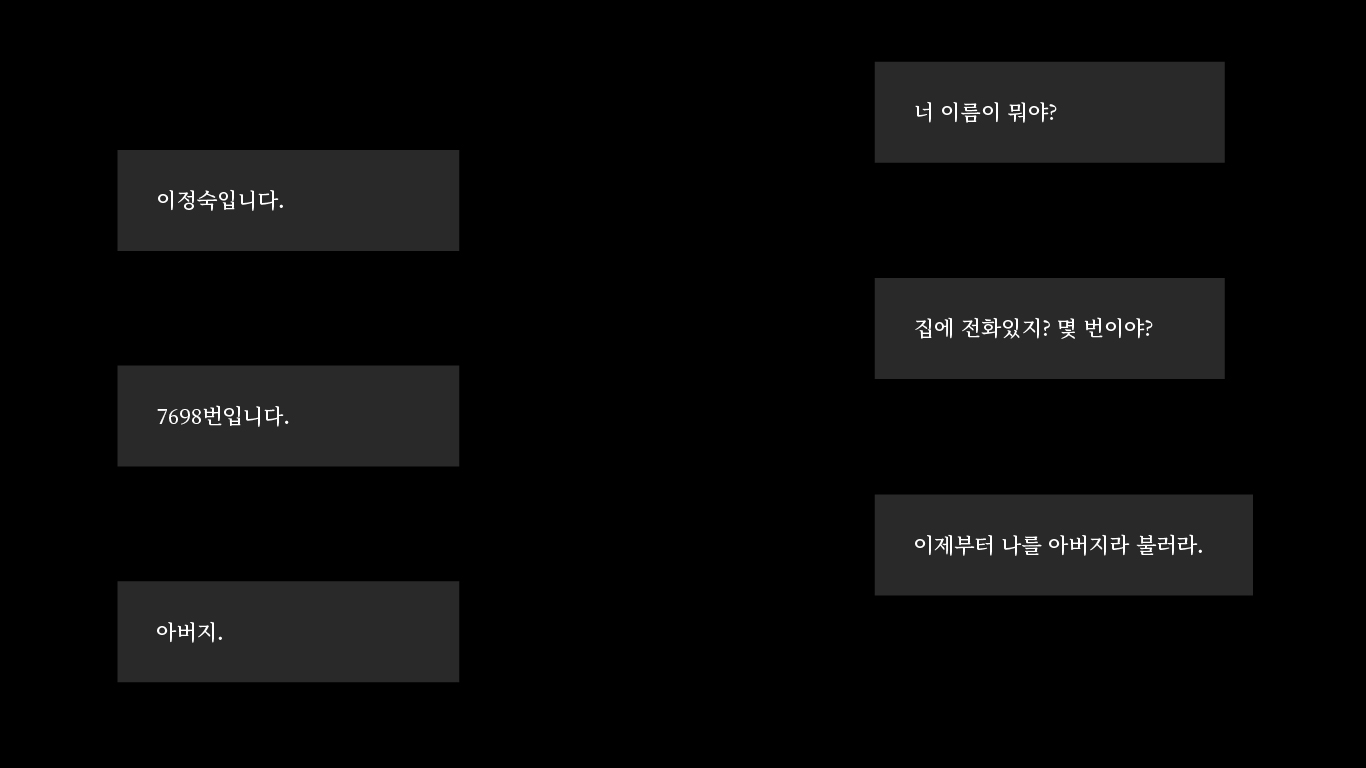 너 이름이 뭐야?
이정숙입니다.
집에 전화있지? 몇 번이야?
7698번입니다.
이제부터 나를 아버지라 불러라.
아버지.